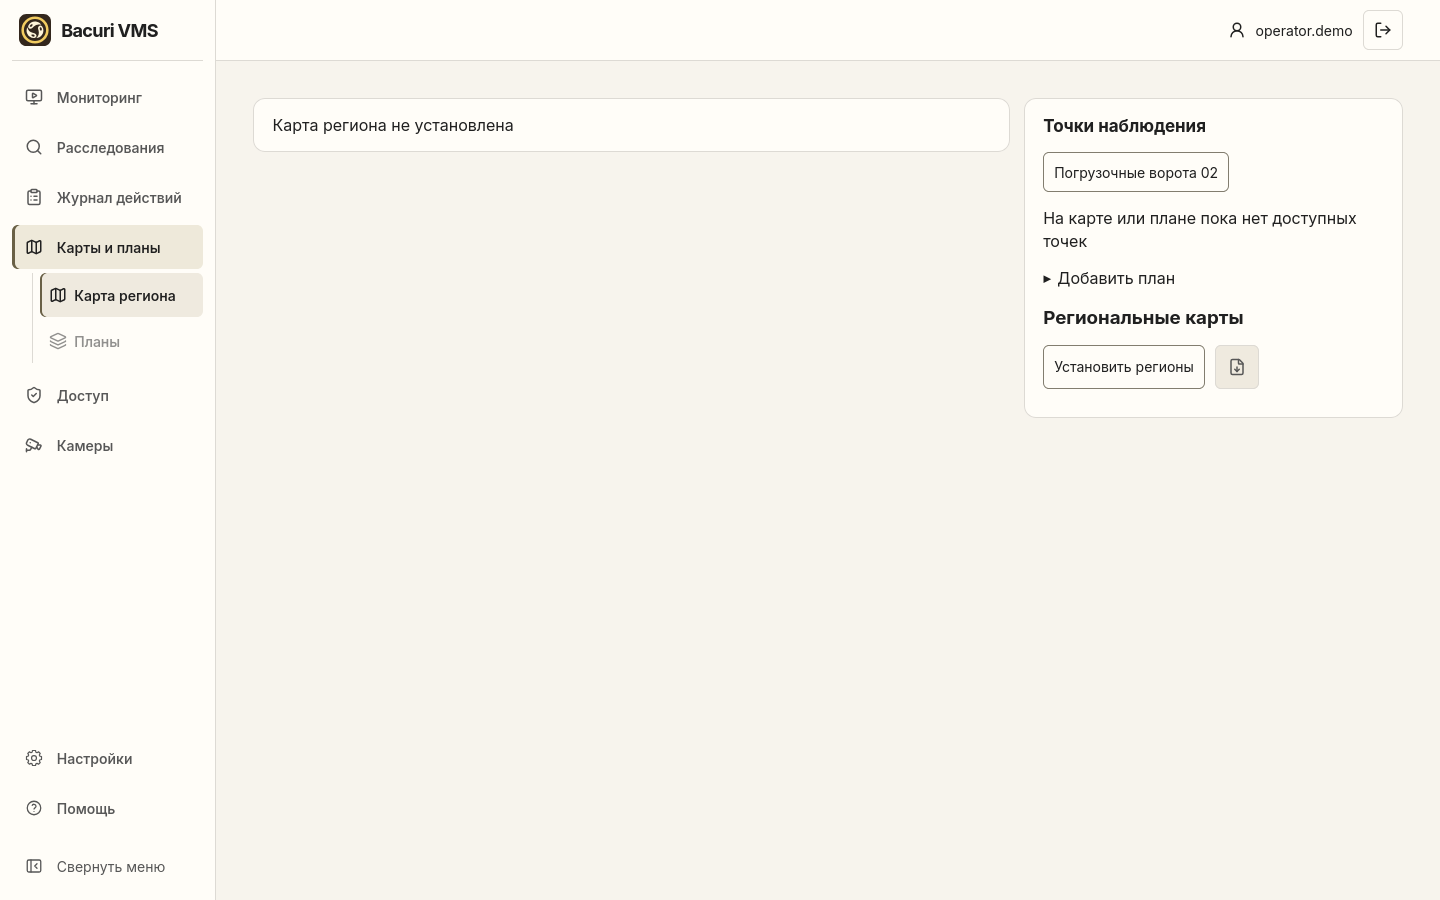 Bacuri VMS
operator.demo
Мониторинг
Расследования
Журнал действий
Карты и планы
Карта региона
Планы
Доступ
Камеры
Настройки
Помощь
Свернуть меню
Карта региона не установлена
Точки наблюдения
Погрузочные ворота 02
На карте или плане пока нет доступных
точек
Добавить план
Региональные карты
Установить регионы